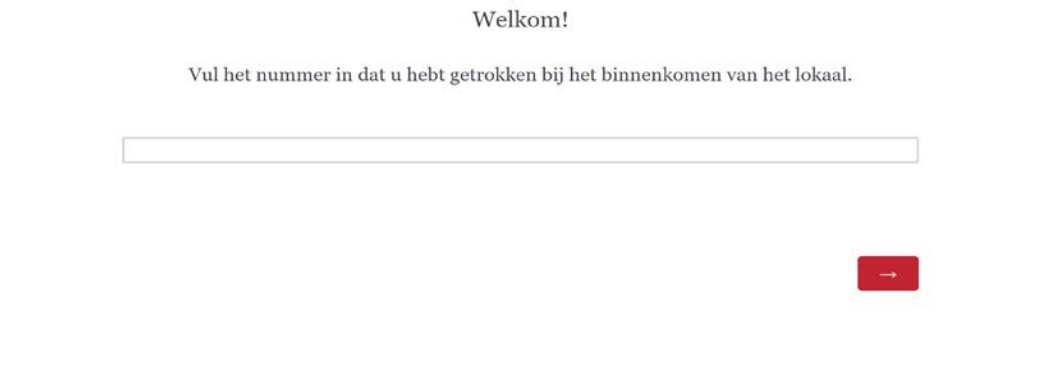 Welkom!
Vul het nummer in dat u hebt getrokken bij het binnenkomen van het lokaal.
→